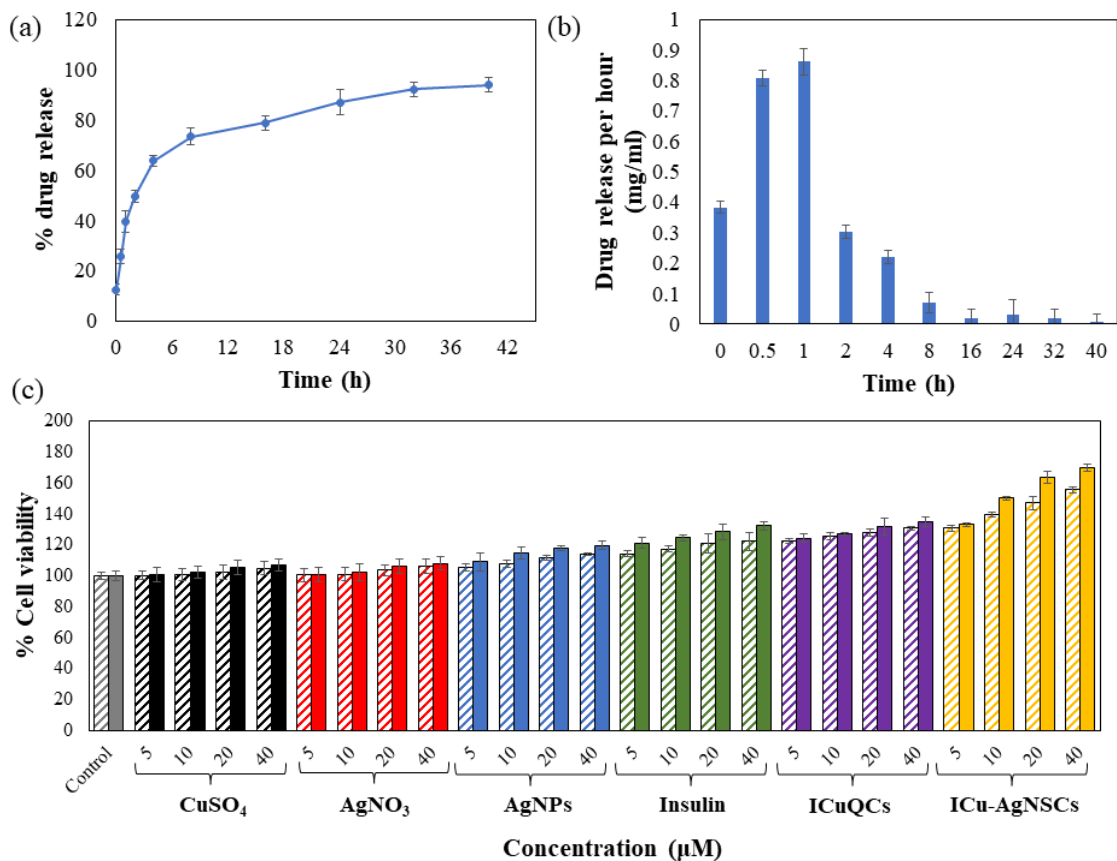 (a)
% drug release
120
100
80
60
40
20
0
0 6 12 18 24 30 36 42
Time (h)
(b)
Drug release per hour
(mg/ml)
1
0.9
0.8
0.7
0.6
0.5
0.4
0.3
0.2
0.1
0
0 0.5 1 2 4 8 16 24 32 40
Time (h)
(c)
% Cell viability
200
180
160
140
120
100
80
60
40
20
0
Control 5 10 20 40 5 10 20 40 5 10 20 40 5 10 20 40 5 10 20 40 5 10 20 40
CuSO₄ AgNO₃ AgNPs Insulin ICuQCs ICu-AgNSCs
Concentration (μM)